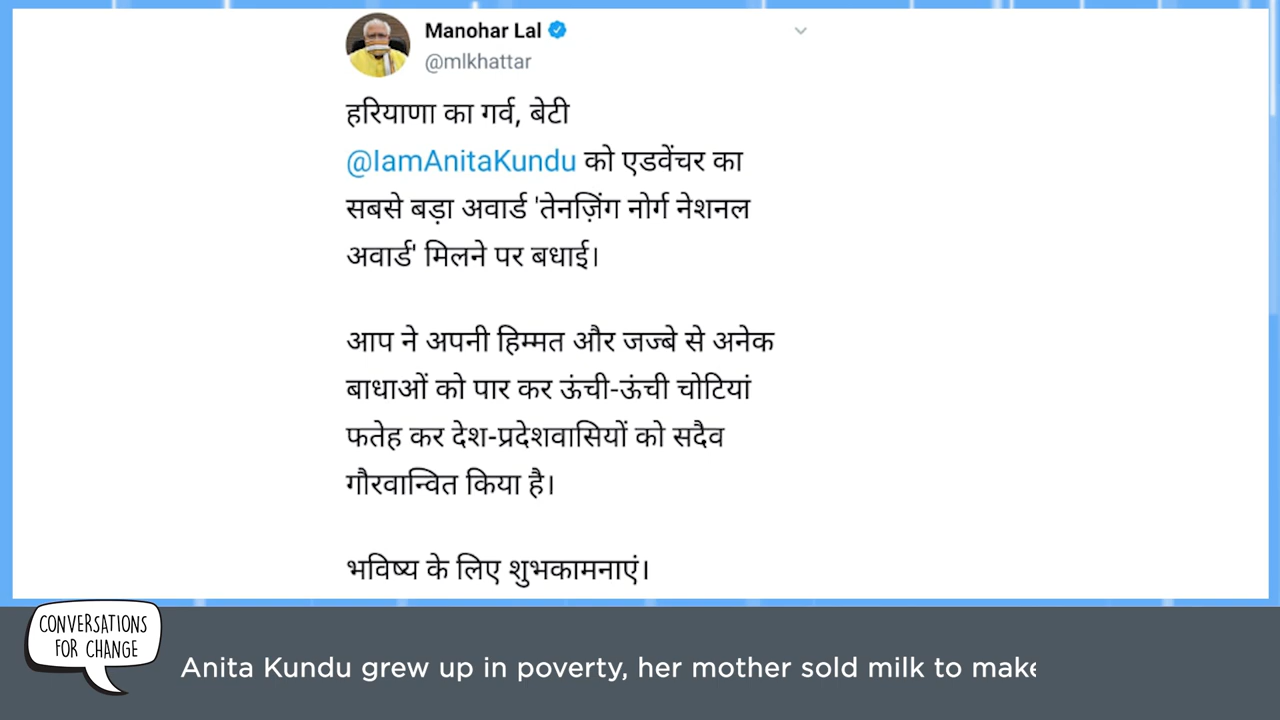 Manohar Lal
@mlkhattar
हरियाणा का गर्व, बेटी
@IamAnitaKundu को एडवेंचर का
सबसे बड़ा अवार्ड 'तेनज़िंग नोर्ग नेशनल
अवार्ड' मिलने पर बधाई।
आप ने अपनी हिम्मत और जज्बे से अनेक
बाधाओं को पार कर ऊंची-ऊंची चोटियां
फतेह कर देश-प्रदेशवासियों को सदैव
गौरवान्वित किया है।
भविष्य के लिए शुभकामनाएं।
CONVERSATIONS
FOR CHANGE
Anita Kundu grew up in poverty, her mother sold milk to make